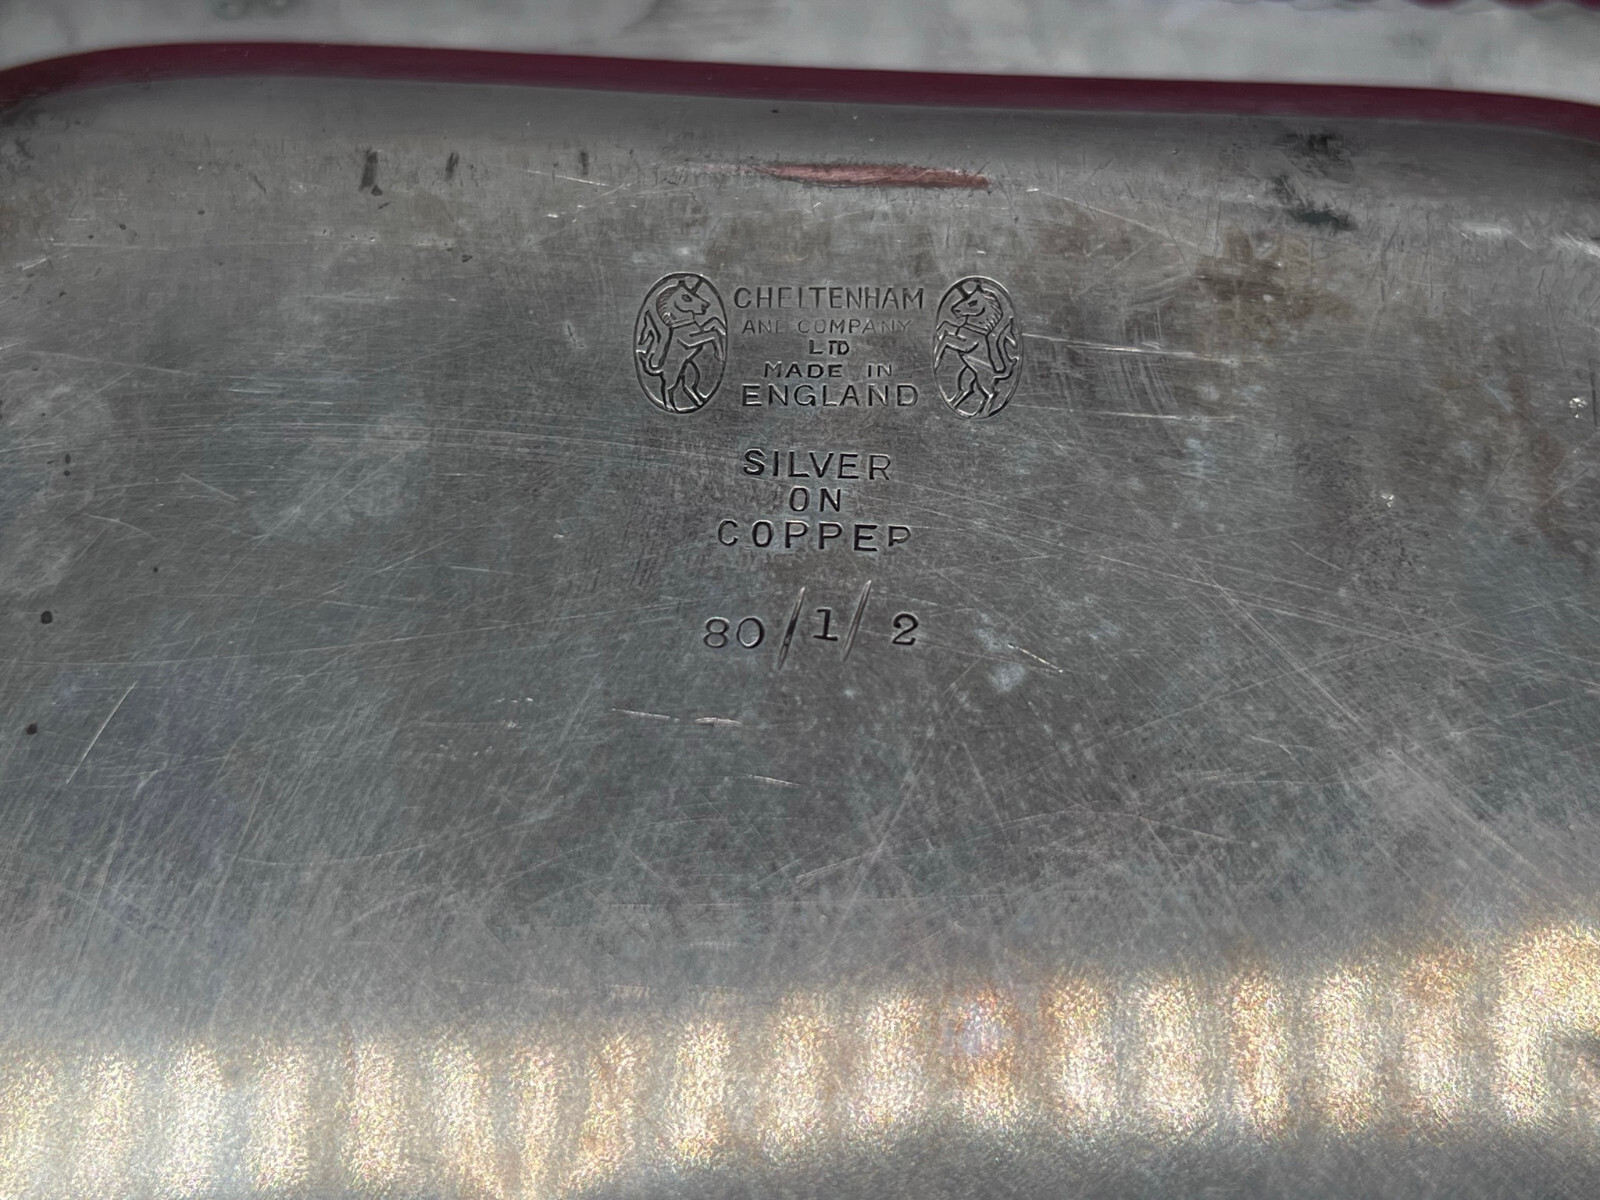 CHELTENHAM
AND COMPANY
LTD
MADE IN
ENGLAND
SILVER
ON
COPPER
80/1/2